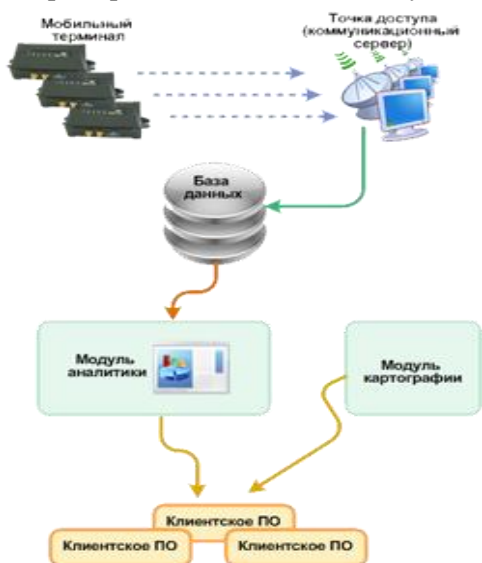 Мобильный
терминал
Точка доступа
(коммуникационный
сервер)
База
данных
Модуль
аналитики
Модуль
картографии
Клиентское ПО
Клиентское ПО
Клиентское ПО